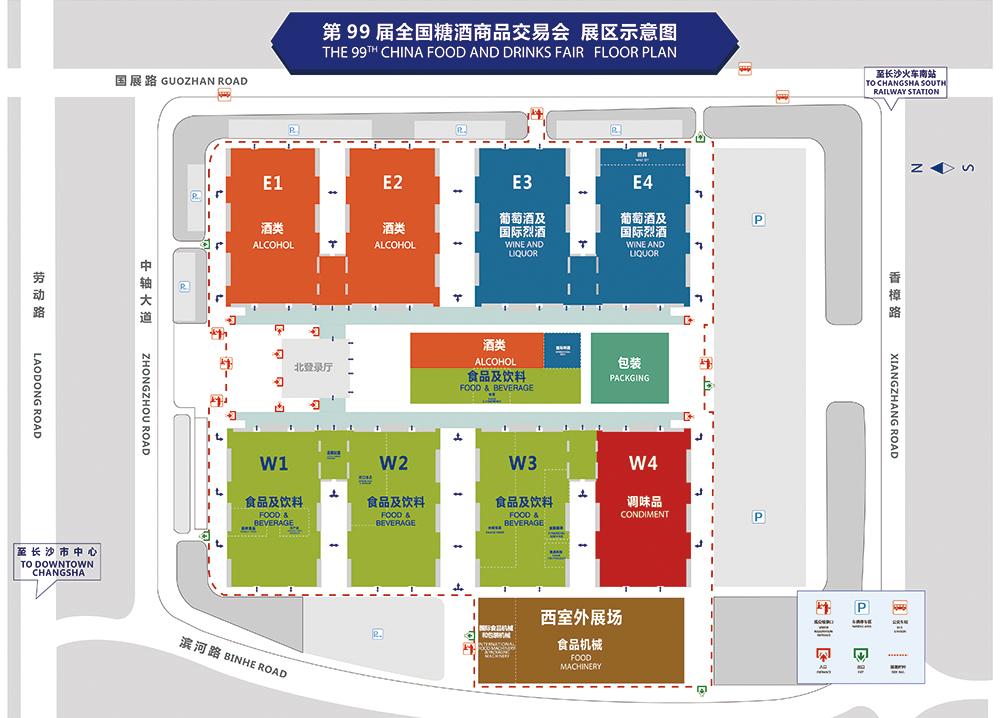 第 99 届全国糖酒商品交易会 展区示意图
THE 99TH CHINA FOOD AND DRINKS FAIR FLOOR PLAN
国展路 GUOZHAN ROAD
至长沙火车南站
TO CHANGSHA SOUTH
RAILWAY STATION
N S
E1
酒类
ALCOHOL
E2
酒类
ALCOHOL
E3
葡萄酒及
国际烈酒
WINE AND
LIQUOR
酒具
E4
葡萄酒及
国际烈酒
WINE AND
LIQUOR
P
劳动路
LAODONG ROAD
中轴大道
ZHONGZHOU ROAD
香樟路
XIANGZHANG ROAD
北登录厅
酒类
ALCOHOL
食品及饮料
FOOD & BEVERAGE
包装
PACKGING
W1
食品及饮料
FOOD &
BEVERAGE
W2
食品及饮料
FOOD &
BEVERAGE
W3
食品及饮料
FOOD &
BEVERAGE
W4
调味品
CONDIMENT
P
至长沙市中心
TO DOWNTOWN
CHANGSHA
滨河路 BINHE ROAD
国际食品机械
和包装机械
INTERNATIONAL
FOOD MACHINERY
& PACKAGING
MACHINERY
西室外展场
食品机械
FOOD
MACHINERY
P
入口
ENTRANCE
出口
EXIT